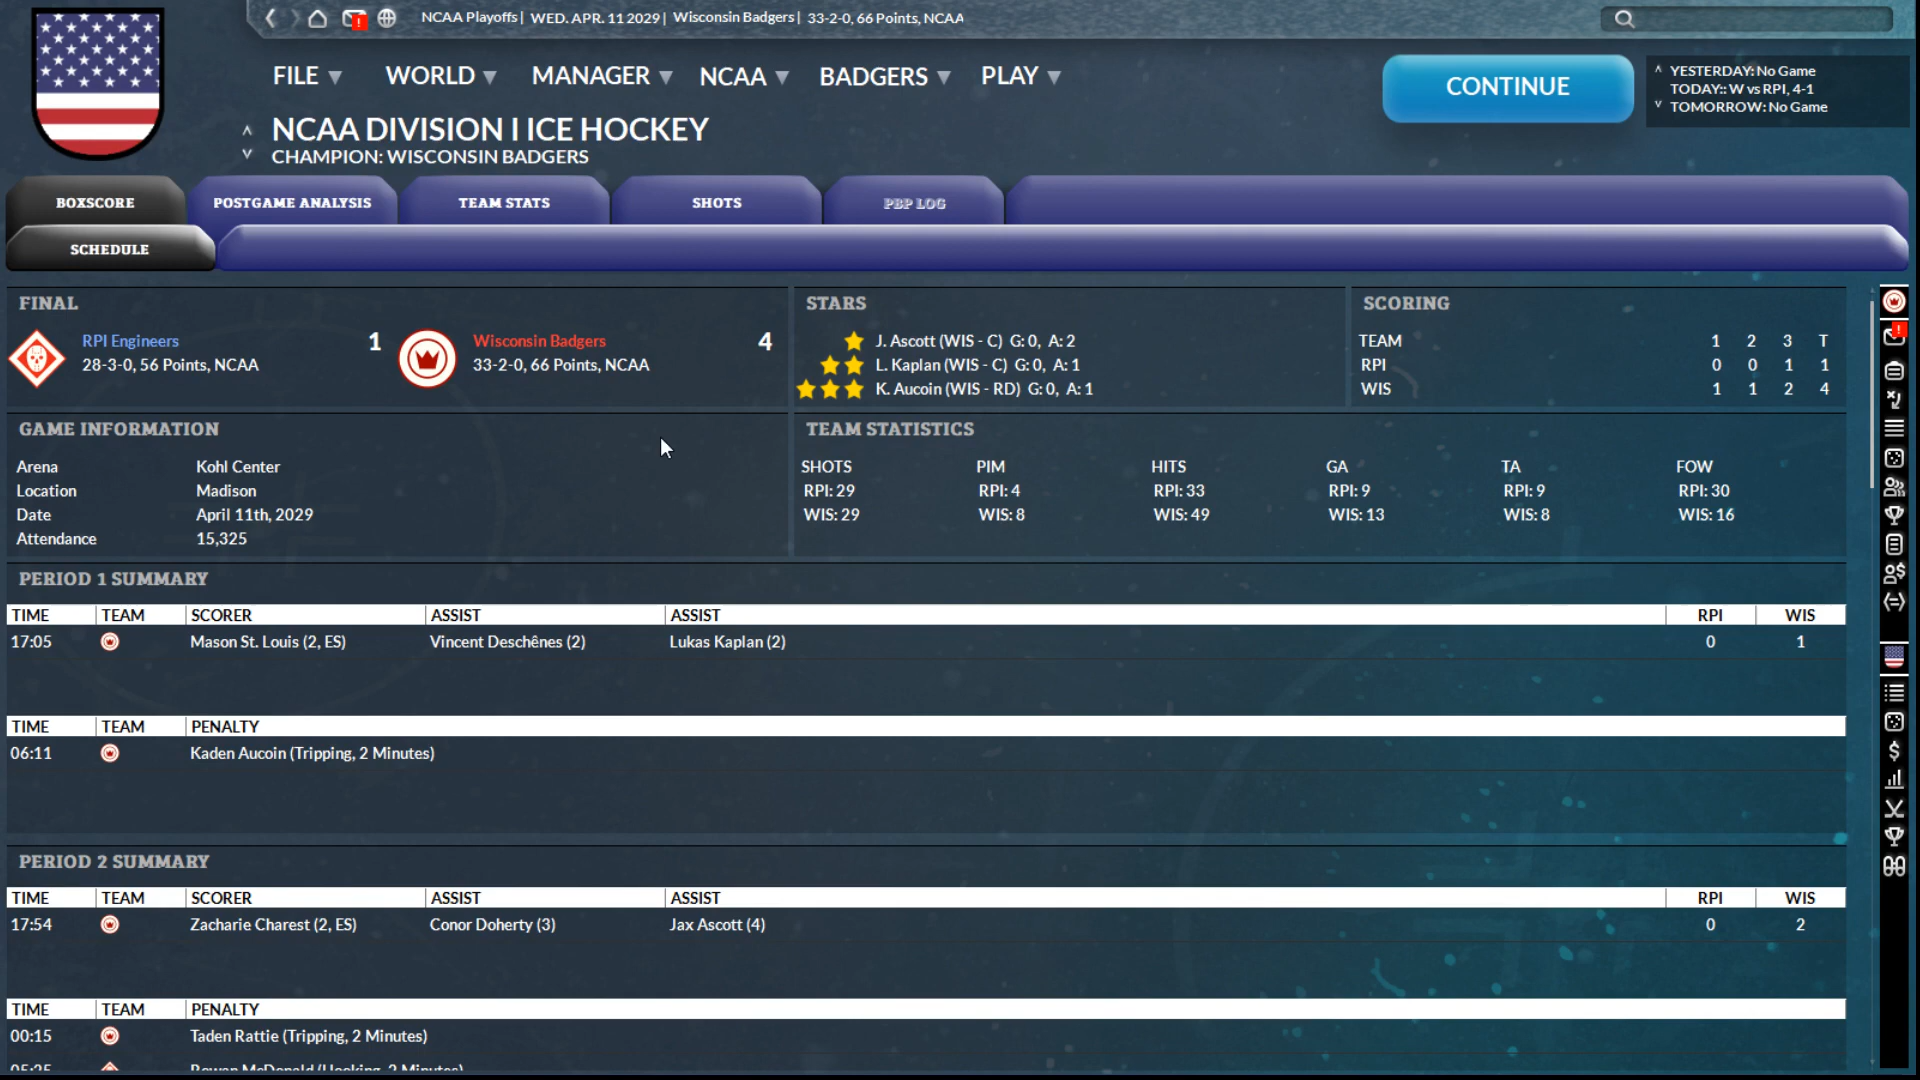 NCAA Playoffs | WED. APR. 11 2029 | Wisconsin Badgers | 33-2-0, 66 Points, NCAA
FILE WORLD MANAGER NCAA BADGERS PLAY
CONTINUE
YESTERDAY: No Game
TODAY:: W vs RPI, 4-1
TOMORROW: No Game
NCAA DIVISION I ICE HOCKEY
CHAMPION: WISCONSIN BADGERS
BOXSCORE POSTGAME ANALYSIS TEAM STATS SHOTS PBP LOG
SCHEDULE
FINAL
RPI Engineers 1
28-3-0, 56 Points, NCAA
Wisconsin Badgers 4
33-2-0, 66 Points, NCAA
STARS
J. Ascott (WIS - C) G: 0, A: 2
L. Kaplan (WIS - C) G: 0, A: 1
K. Aucoin (WIS - RD) G: 0, A: 1
SCORING
TEAM 1 2 3 T
RPI 0 0 1 1
WIS 1 1 2 4
GAME INFORMATION
Arena Kohl Center
Location Madison
Date April 11th, 2029
Attendance 15,325
TEAM STATISTICS
SHOTS PIM HITS GA TA FOW
RPI: 29 RPI: 4 RPI: 33 RPI: 9 RPI: 9 RPI: 30
WIS: 29 WIS: 8 WIS: 49 WIS: 13 WIS: 8 WIS: 16
PERIOD 1 SUMMARY
TIME TEAM SCORER ASSIST ASSIST RPI WIS
17:05 Mason St. Louis (2, ES) Vincent Deschênes (2) Lukas Kaplan (2) 0 1
TIME TEAM PENALTY
06:11 Kaden Aucoin (Tripping, 2 Minutes)
PERIOD 2 SUMMARY
TIME TEAM SCORER ASSIST ASSIST RPI WIS
17:54 Zacharie Charest (2, ES) Conor Doherty (3) Jax Ascott (4) 0 2
TIME TEAM PENALTY
00:15 Taden Rattie (Tripping, 2 Minutes)
05:25 Rowan McDonald (Hooking, 2 Minutes)